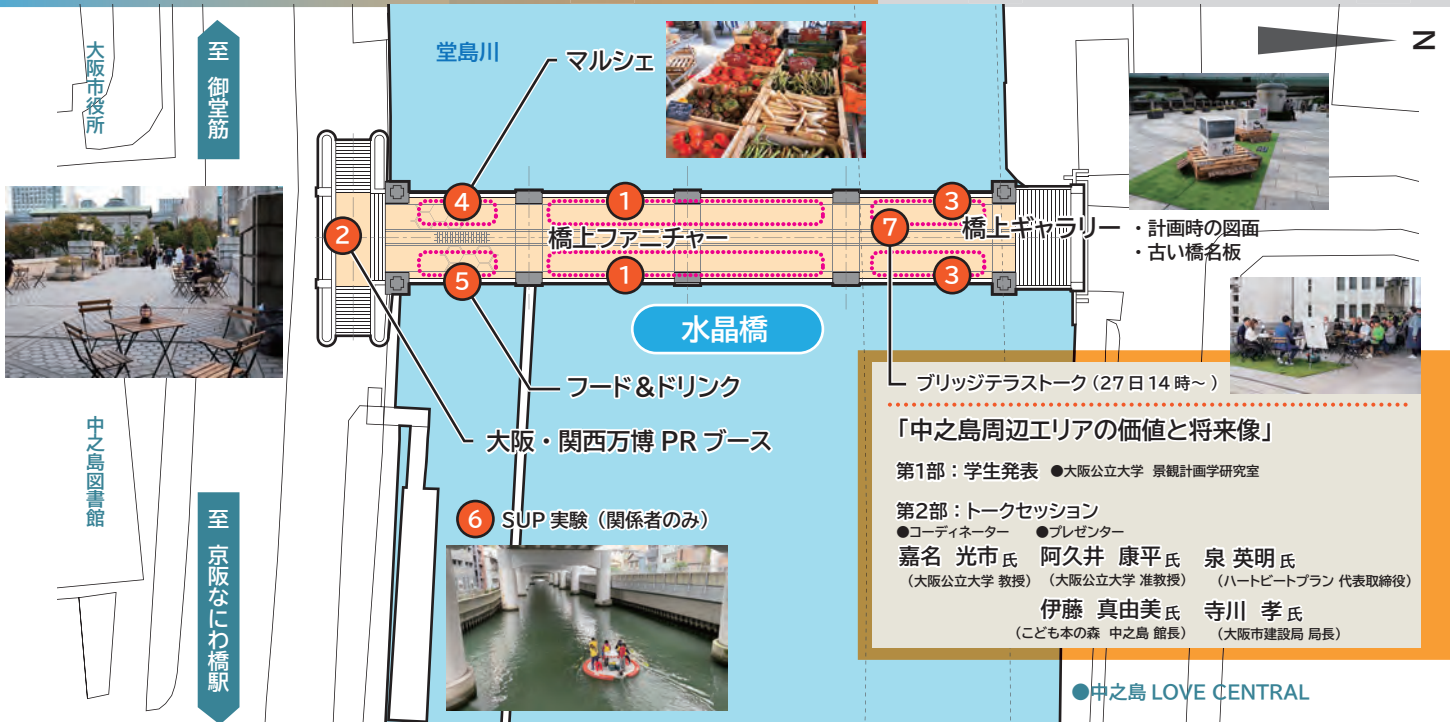 大阪市役所
至 御堂筋
堂島川
マルシェ
N
4
1
3
2
7
橋上ファニチャー
橋上ギャラリー
・計画時の図面
・古い橋名板
5
1
3
水晶橋
フード&ドリンク
大阪・関西万博 PR ブース
中之島図書館
至 京阪なにわ橋駅
6 SUP 実験（関係者のみ）
ブリッジテラストーク（27日14時～）
「中之島周辺エリアの価値と将来像」
第1部：学生発表 ●大阪公立大学 景観計画学研究室
第2部：トークセッション
●コーディネーター ●プレゼンター
嘉名 光市氏 阿久井 康平氏 泉 英明氏
（大阪公立大学 教授） （大阪公立大学 准教授） （ハートビートプラン 代表取締役）
伊藤 真由美氏 寺川 孝氏
（こども本の森 中之島 館長） （大阪市建設局 局長）
●中之島 LOVE CENTRAL